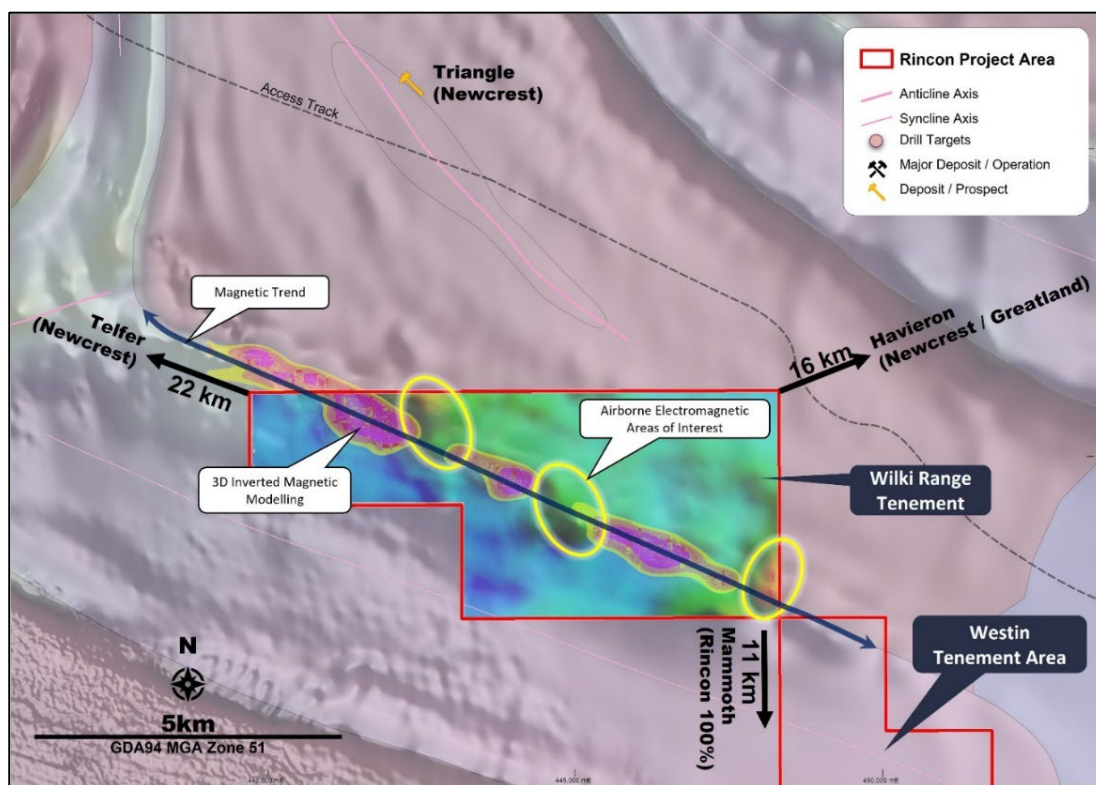 Rincon Project Area
Anticline Axis
Syncline Axis
Drill Targets
Major Deposit / Operation
Deposit / Prospect
Triangle
(Newcrest)
Access Track
Magnetic Trend
Telfer
(Newcrest)
22 km
Havieron
(Newcrest / Greatland)
16 km
Airborne Electromagnetic
Areas of Interest
3D Inverted Magnetic
Modelling
Wilki Range
Tenement
Westin
Tenement Area
11 km
Mammoth
(Rincon 100%)
N
5km
GDA94 MGA Zone 51
445,000 mE
450,000 mE